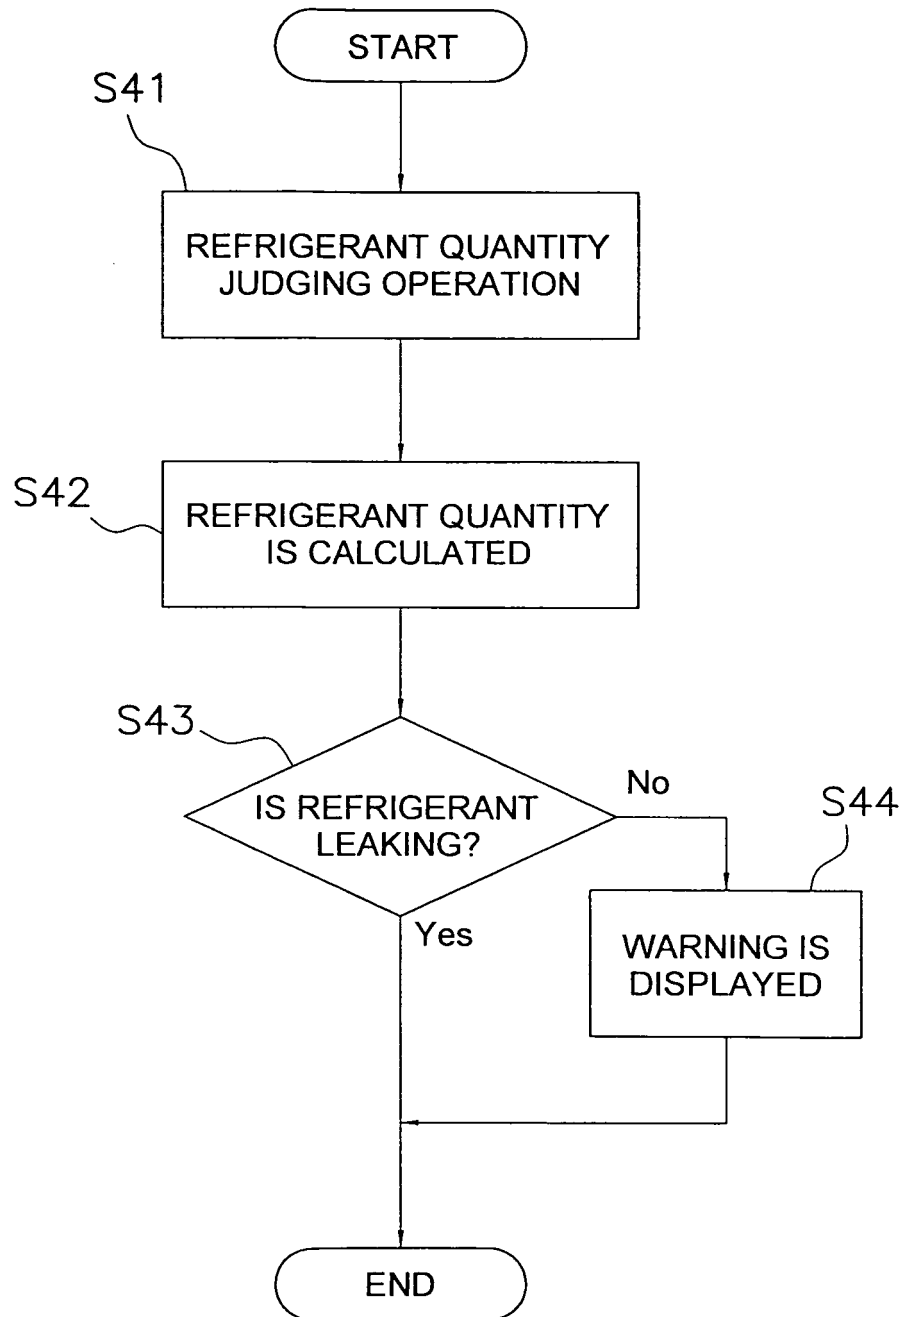 START
S41
REFRIGERANT QUANTITY
JUDGING OPERATION
S42
REFRIGERANT QUANTITY
IS CALCULATED
S43
IS REFRIGERANT
LEAKING?
No
S44
Yes
WARNING IS
DISPLAYED
END